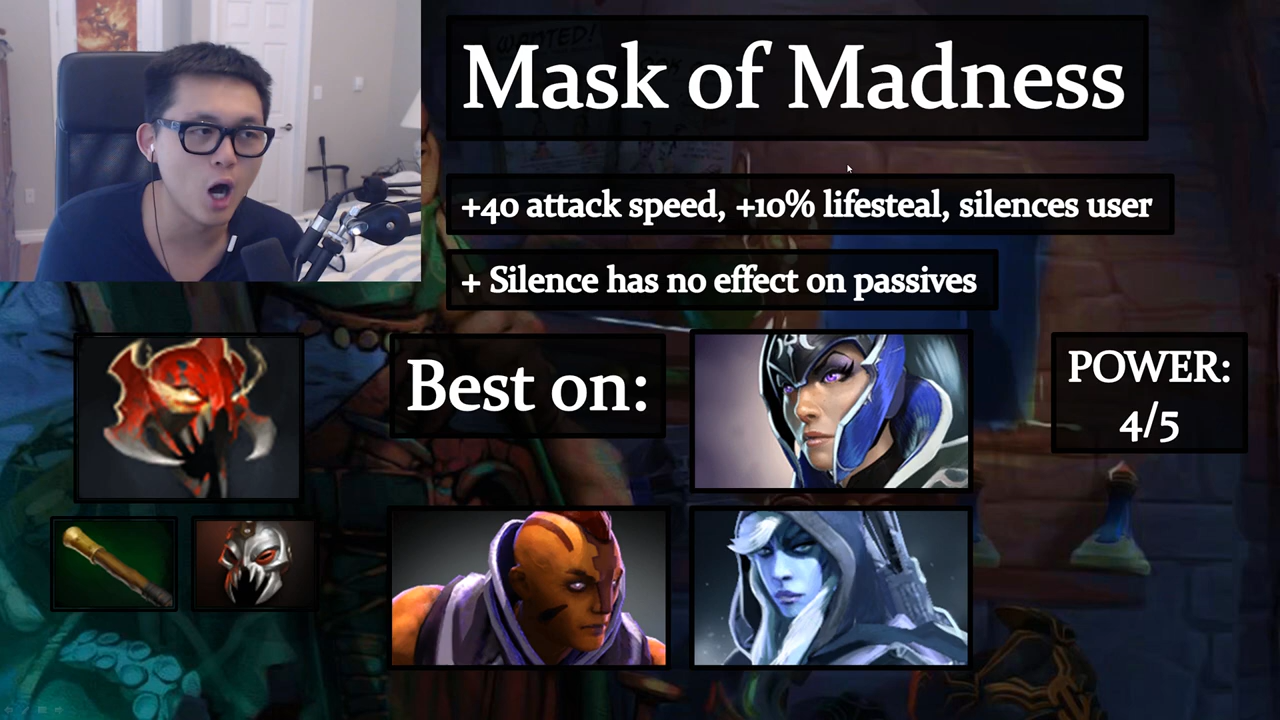 WANTED!
Mask of Madness
+40 attack speed, +10% lifesteal, silences user
+ Silence has no effect on passives
Best on:
POWER:
4/5